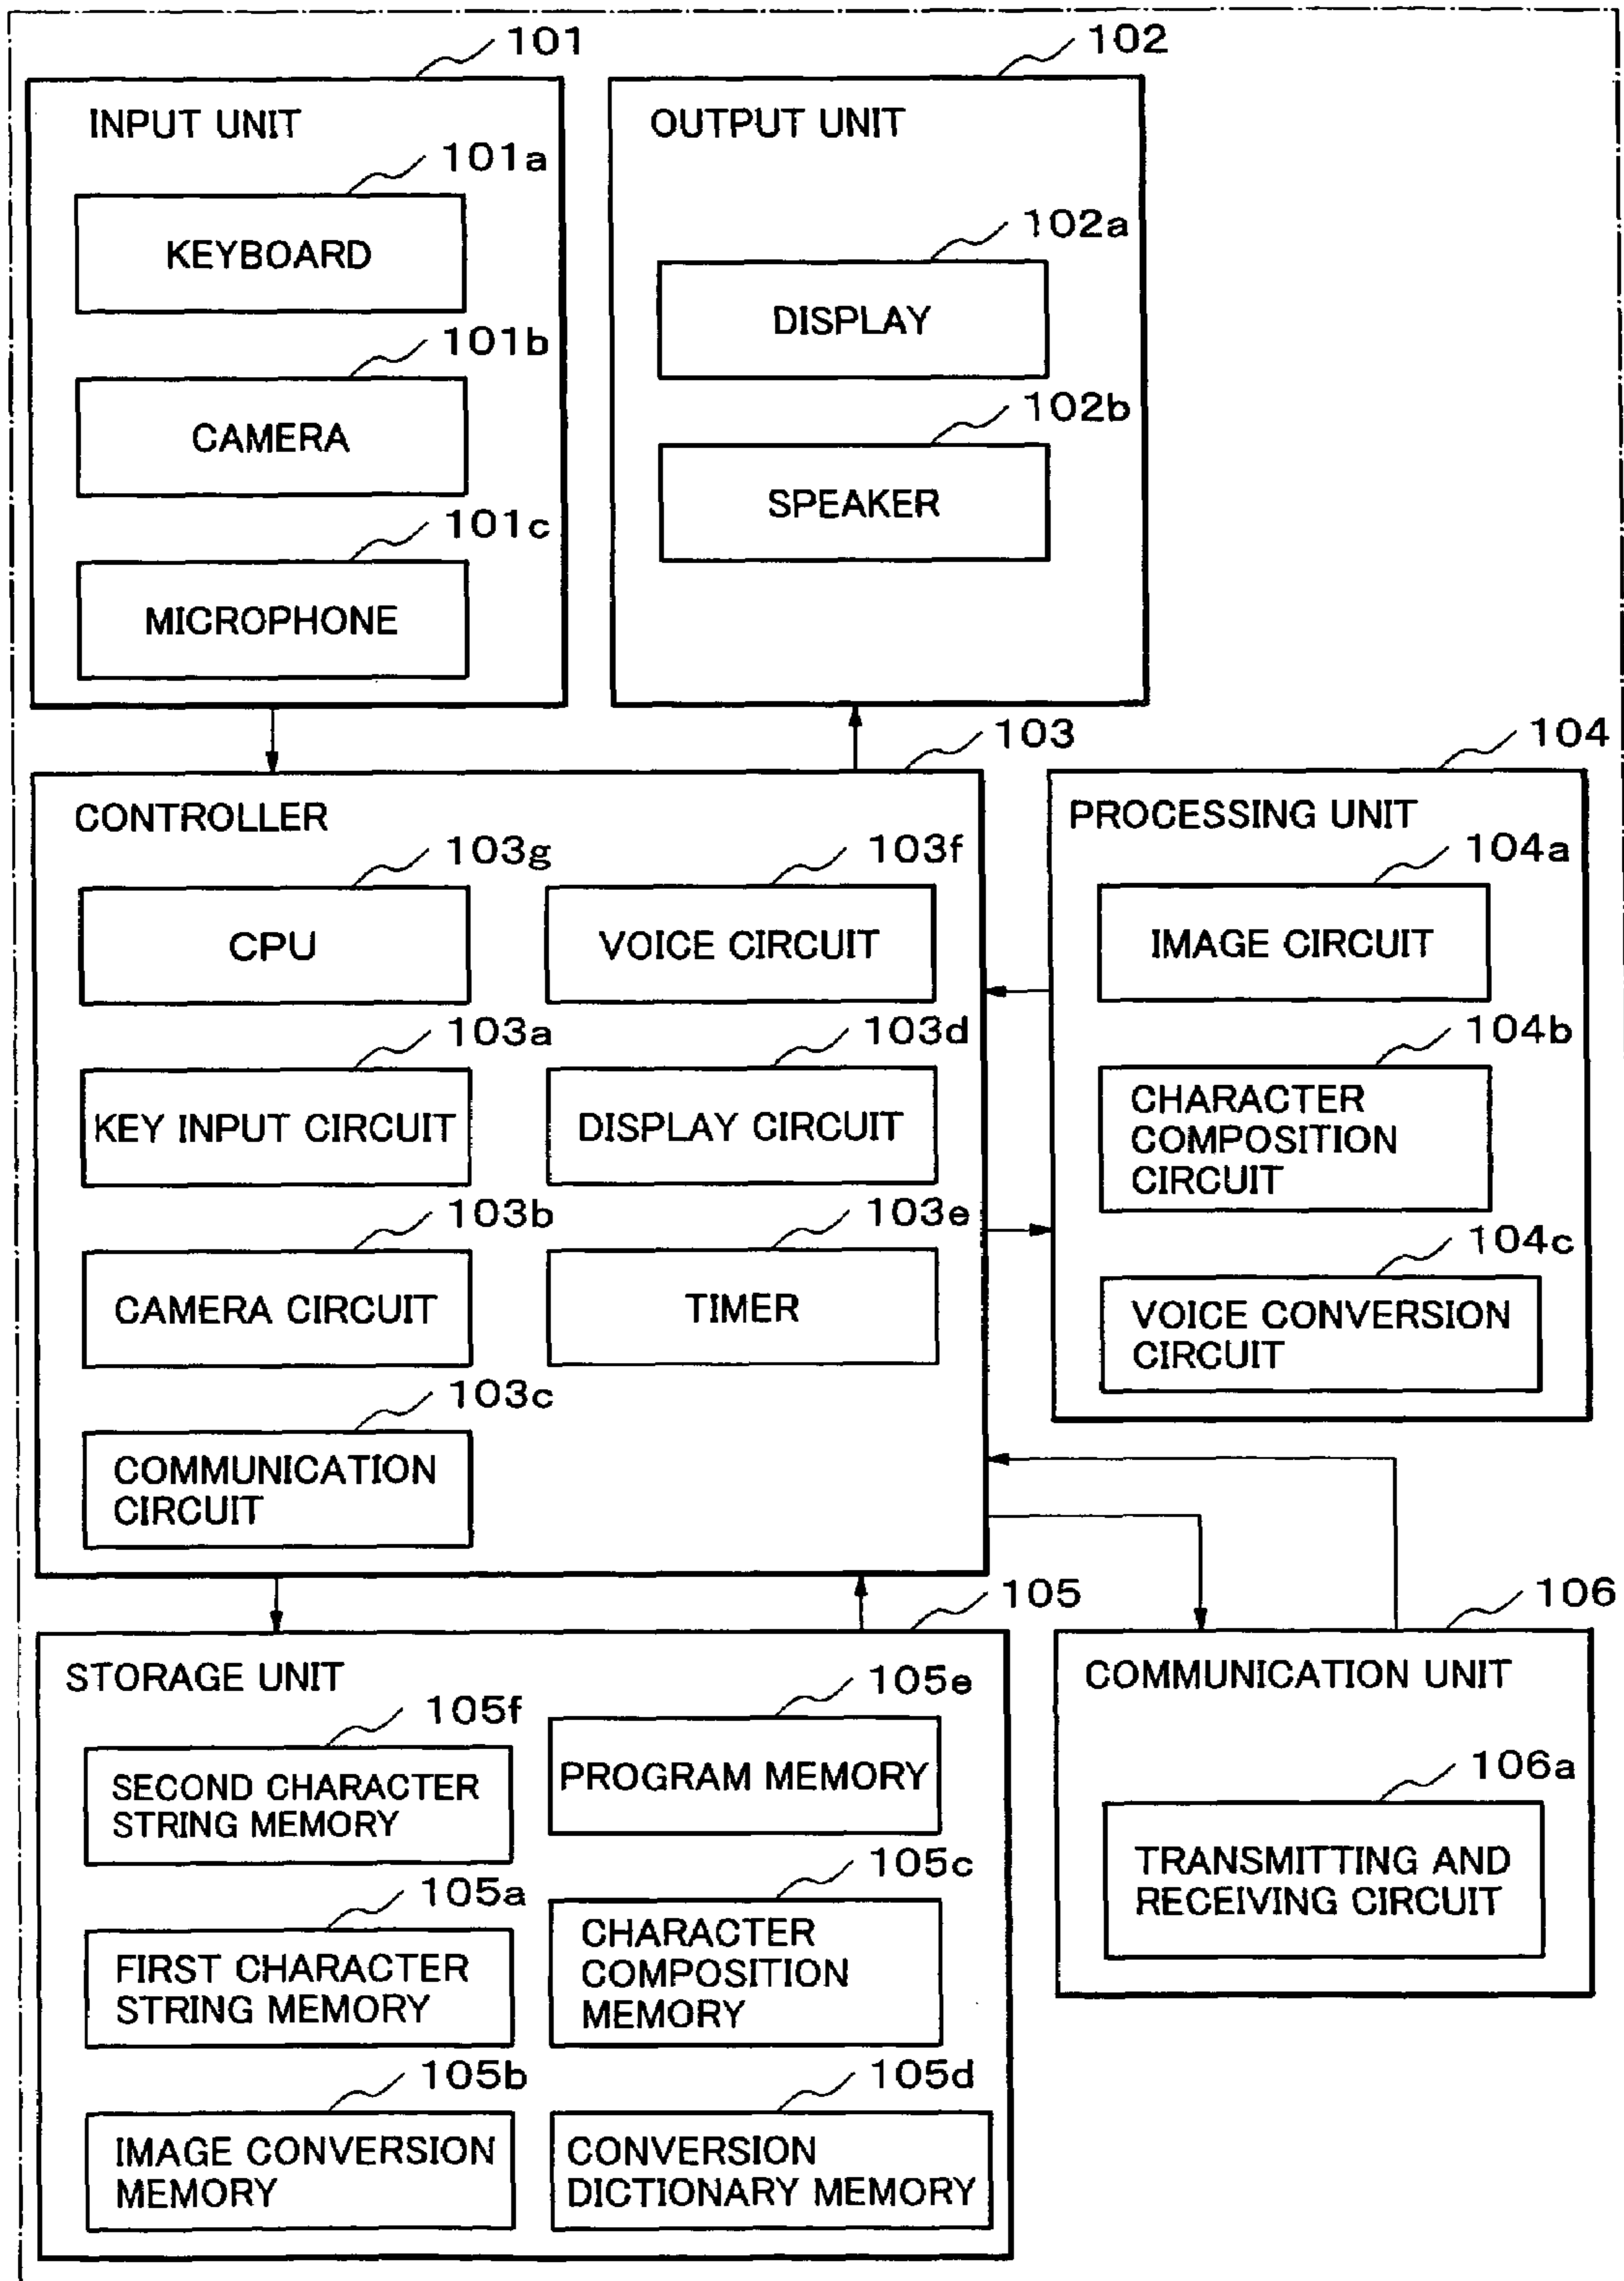 101
INPUT UNIT
101a
KEYBOARD
101b
CAMERA
101c
MICROPHONE
102
OUTPUT UNIT
102a
DISPLAY
102b
SPEAKER
103
CONTROLLER
103g
CPU
103f
VOICE CIRCUIT
103a
KEY INPUT CIRCUIT
103d
DISPLAY CIRCUIT
103b
CAMERA CIRCUIT
103e
TIMER
103c
COMMUNICATION
CIRCUIT
104
PROCESSING UNIT
104a
IMAGE CIRCUIT
104b
CHARACTER
COMPOSITION
CIRCUIT
104c
VOICE CONVERSION
CIRCUIT
105
STORAGE UNIT
105f
SECOND CHARACTER
STRING MEMORY
105e
PROGRAM MEMORY
105a
FIRST CHARACTER
STRING MEMORY
105c
CHARACTER
COMPOSITION
MEMORY
105b
IMAGE CONVERSION
MEMORY
105d
CONVERSION
DICTIONARY MEMORY
106
COMMUNICATION UNIT
106a
TRANSMITTING AND
RECEIVING CIRCUIT